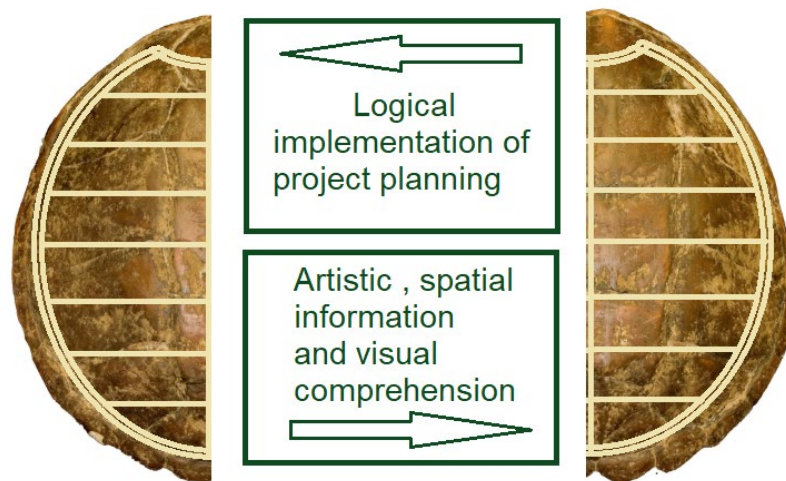 Logical
implementation of
project planning
Artistic , spatial
information
and visual
comprehension